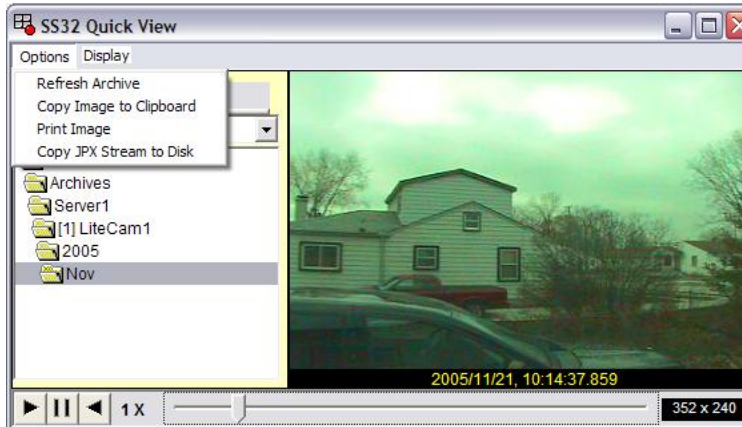 SS32 Quick View
Options Display
Refresh Archive
Copy Image to Clipboard
Print Image
Copy JPX Stream to Disk
Archives
Server1
[1] LiteCam1
2005
Nov
2005/11/21, 10:14:37.859
1 X
352 x 240